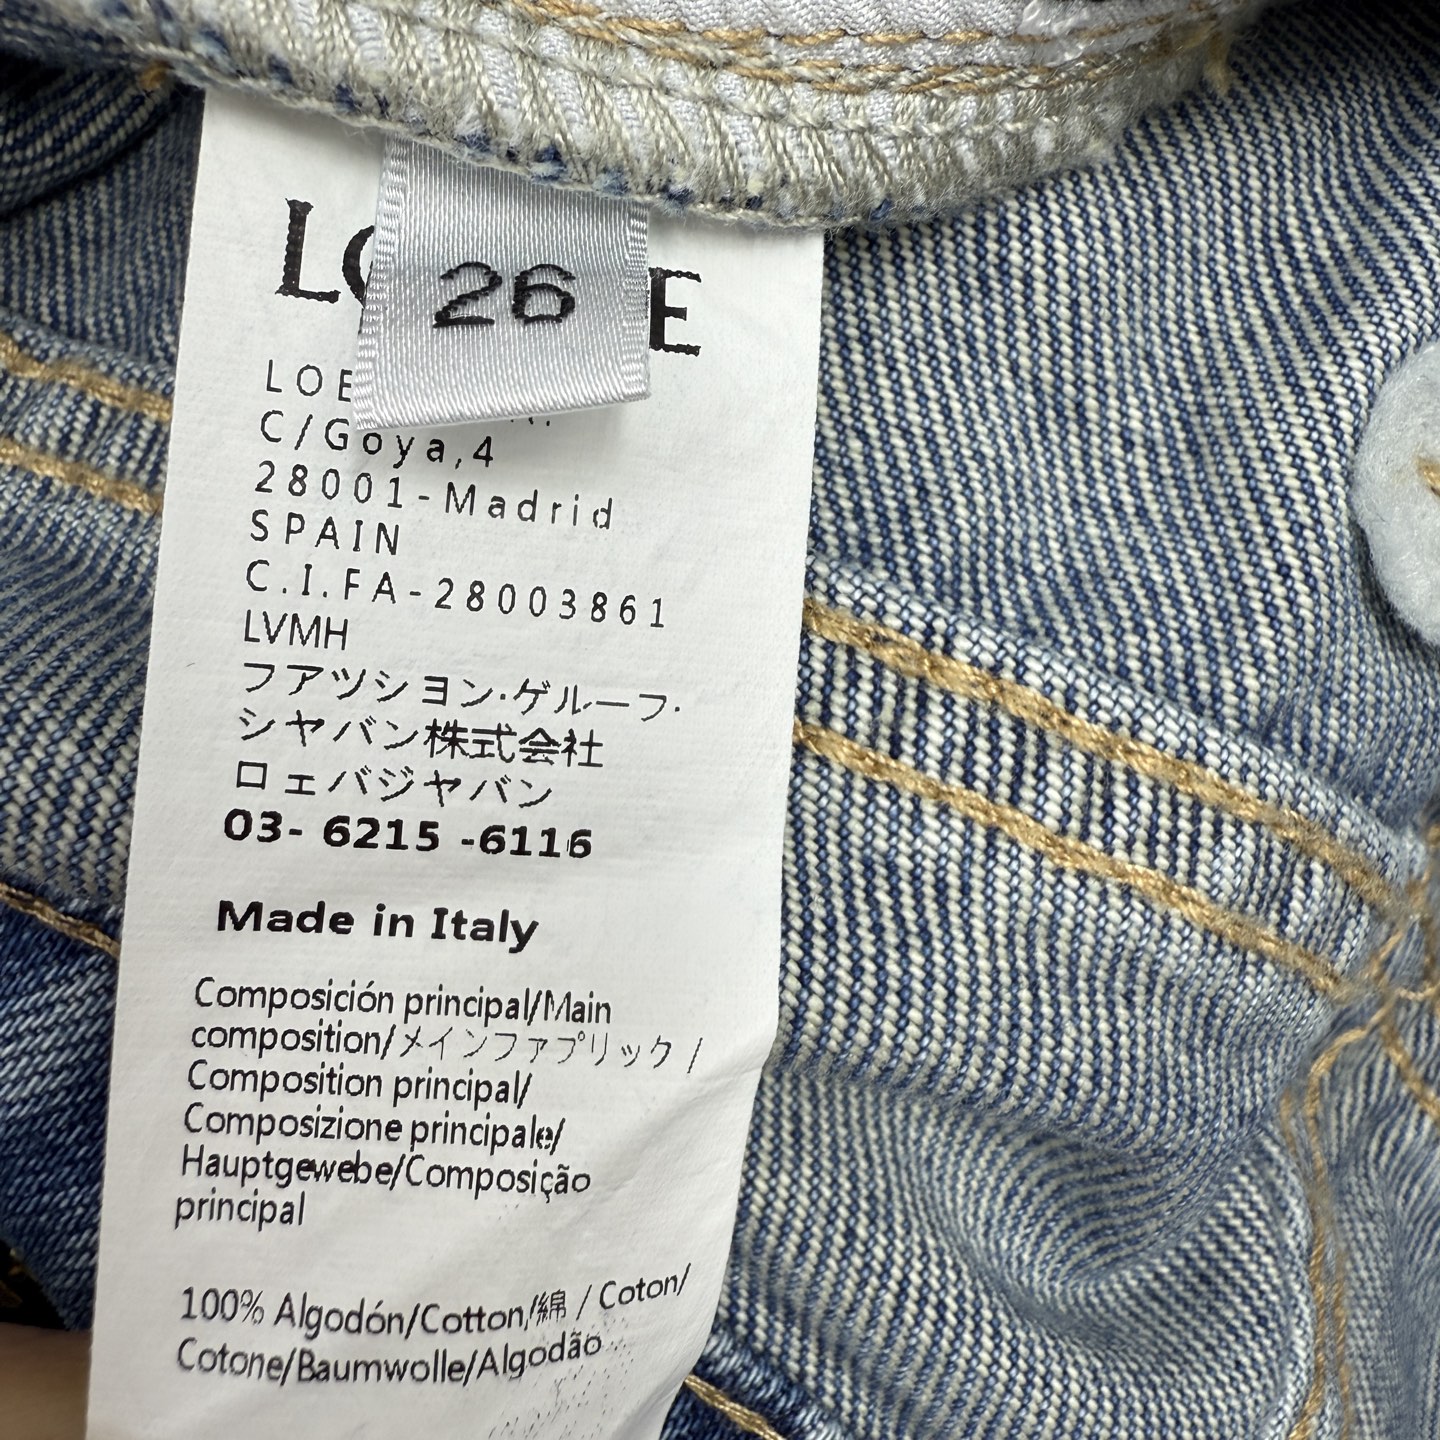 26
C/Goya,4
28001-Madrid
SPAIN
C.I.FA-28003861
LVMH
フアツシヨン·ゲルーフ·
シヤバン株式会社
ロェバジヤバン
03- 6215 -6116
Made in Italy
Composición principal/Main
composition/メインファプリック /
Composition principal/
Composizione principale/
Hauptgewebe/Composição
principal
100% Algodón/Cotton/綿 / Coton/
Cotone/Baumwolle/Algodão